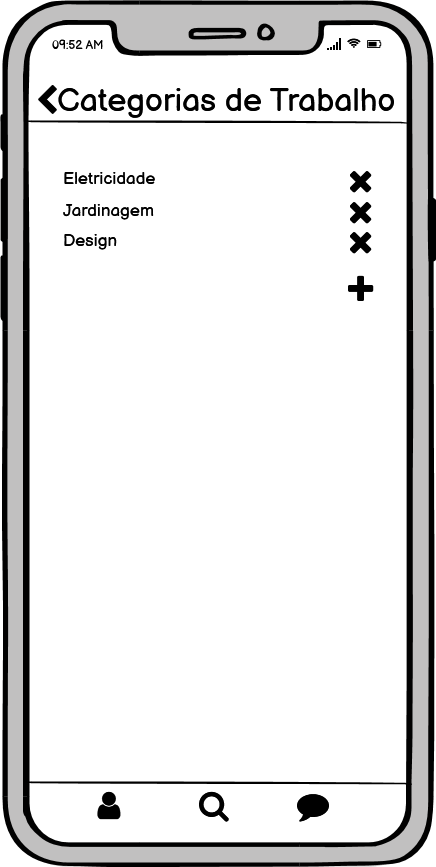 09:52 AM
Categorias de Trabalho
Eletricidade
Jardinagem
Design